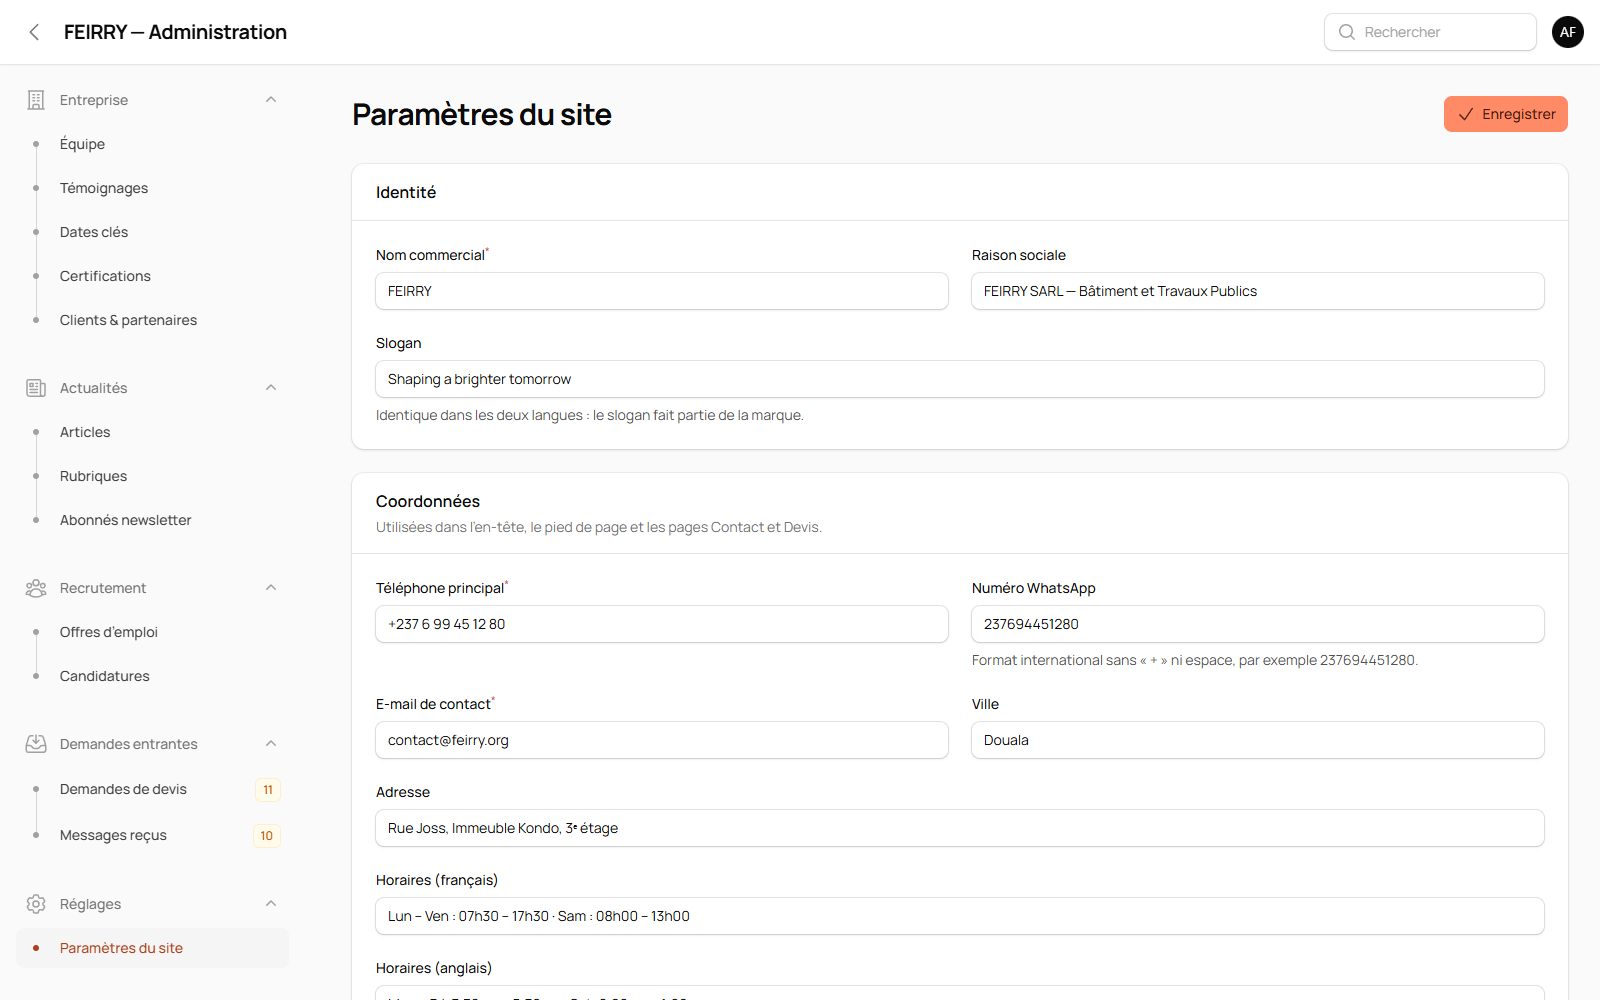 FEIRRY — Administration
Rechercher
AF
Entreprise
Équipe
Témoignages
Dates clés
Certifications
Clients & partenaires
Actualités
Articles
Rubriques
Abonnés newsletter
Recrutement
Offres d'emploi
Candidatures
Demandes entrantes
Demandes de devis 11
Messages reçus 10
Réglages
Paramètres du site
Paramètres du site
Enregistrer
Identité
Nom commercial*
FEIRRY
Raison sociale
FEIRRY SARL — Bâtiment et Travaux Publics
Slogan
Shaping a brighter tomorrow
Identique dans les deux langues : le slogan fait partie de la marque.
Coordonnées
Utilisées dans l'en-tête, le pied de page et les pages Contact et Devis.
Téléphone principal*
+237 6 99 45 12 80
Numéro WhatsApp
237694451280
Format international sans « + » ni espace, par exemple 237694451280.
E-mail de contact*
contact@feirry.org
Ville
Douala
Adresse
Rue Joss, Immeuble Kondo, 3ᵉ étage
Horaires (français)
Lun – Ven : 07h30 – 17h30 · Sam : 08h00 – 13h00
Horaires (anglais)